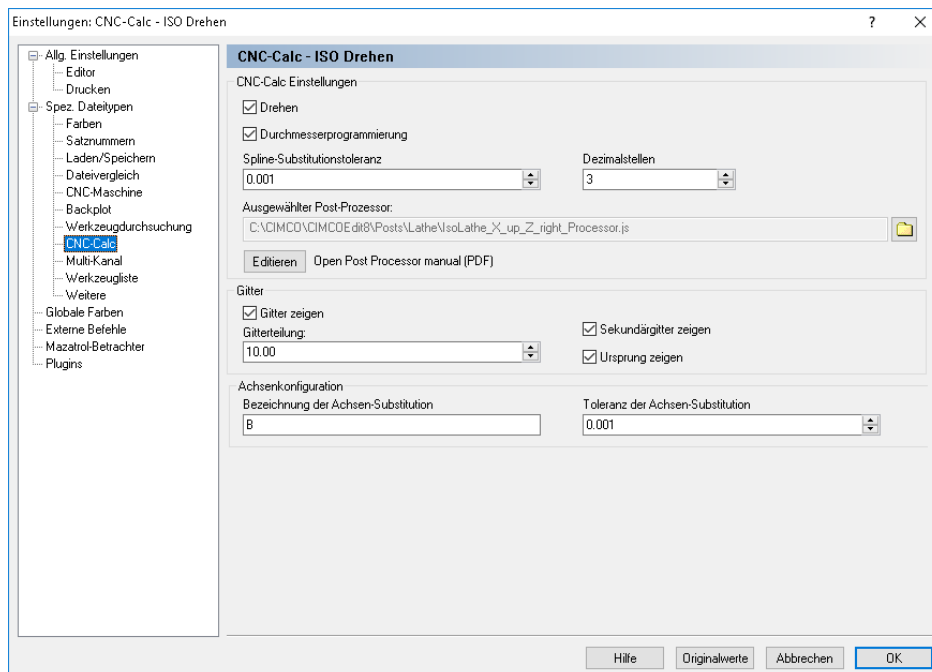 Einstellungen: CNC-Calc - ISO Drehen
?
Allg. Einstellungen
Editor
Drucken
Spez. Dateitypen
Farben
Satznummern
Laden/Speichern
Dateivergleich
CNC-Maschine
Backplot
Werkzeugdurchsuchung
CNC-Calc
Multi-Kanal
Werkzeugliste
Weitere
Globale Farben
Externe Befehle
Mazatrol-Betrachter
Plugins
CNC-Calc - ISO Drehen
CNC-Calc Einstellungen
Drehen
Durchmesserprogrammierung
Spline-Substitutionstoleranz Dezimalstellen
0.001 3
Ausgewählter Post-Prozessor:
C:\CIMCO\CIMCOEdit8\Posts\Lathe\IsoLathe_X_up_Z_right_Processor.js
Editieren Open Post Processor manual (PDF)
Gitter
Gitter zeigen
Gitterteilung: Sekundärgitter zeigen
10.00 Ursprung zeigen
Achsenkonfiguration
Bezeichnung der Achsen-Substitution Toleranz der Achsen-Substitution
B 0.001
Hilfe Originalwerte Abbrechen OK